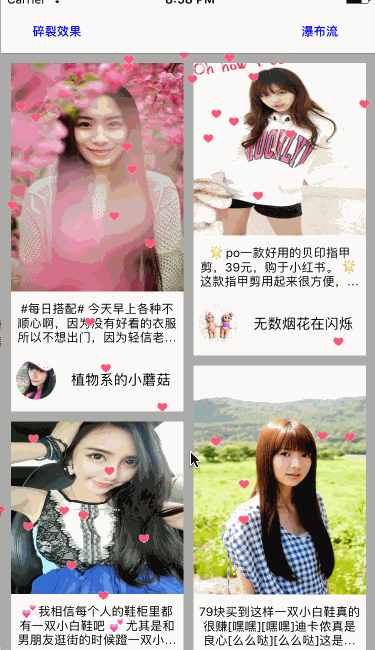 Carrier
8:58 PM
碎裂效果
瀑布流
Oh now
#每日搭配# 今天早上各种不
顺心啊，因为没有好看的衣服
所以不想出门，因为轻信老...
植物系的小蘑菇
💕 我相信每个人的鞋柜里都
有一双小白鞋吧 💕 尤其是和
男朋友逛街的时候蹬一双小...
🌟 po一款好用的贝印指甲
剪，39元，购于小红书。 🌟
这款指甲剪用起来很方便，...
无数烟花在闪烁
79块买到这样一双小白鞋真的
很赚[嘿嘿][嘿嘿]迪卡侬真是
良心[么么哒][么么哒]这是...